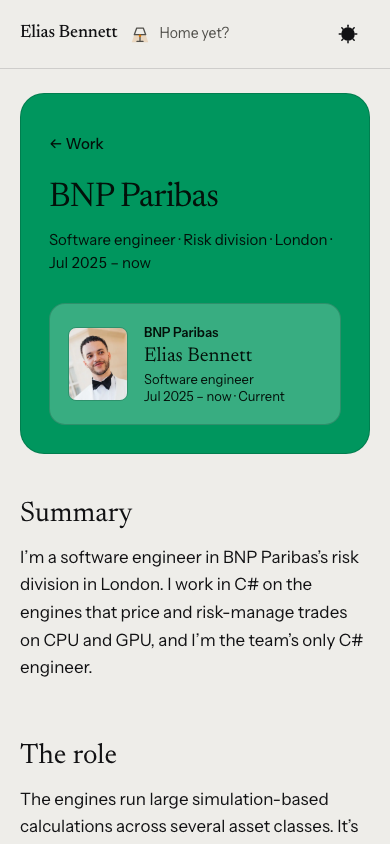 Elias Bennett
Home yet?
← Work
BNP Paribas
Software engineer · Risk division · London ·
Jul 2025 – now
BNP Paribas
Elias Bennett
Software engineer
Jul 2025 – now · Current
Summary
I’m a software engineer in BNP Paribas’s risk
division in London. I work in C# on the
engines that price and risk-manage trades
on CPU and GPU, and I’m the team’s only C#
engineer.
The role
The engines run large simulation-based
calculations across several asset classes. It’s